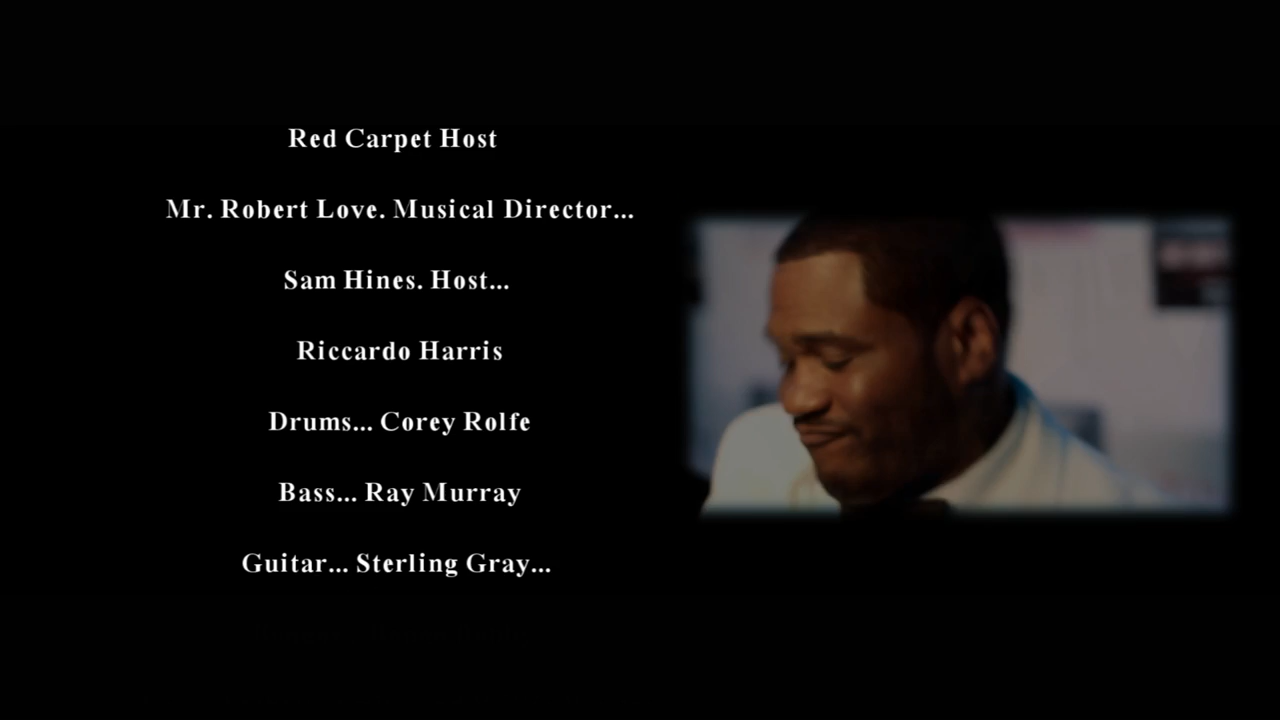 Red Carpet Host
Mr. Robert Love. Musical Director...
Sam Hines. Host...
Riccardo Harris
Drums... Corey Rolfe
Bass... Ray Murray
Guitar... Sterling Gray...